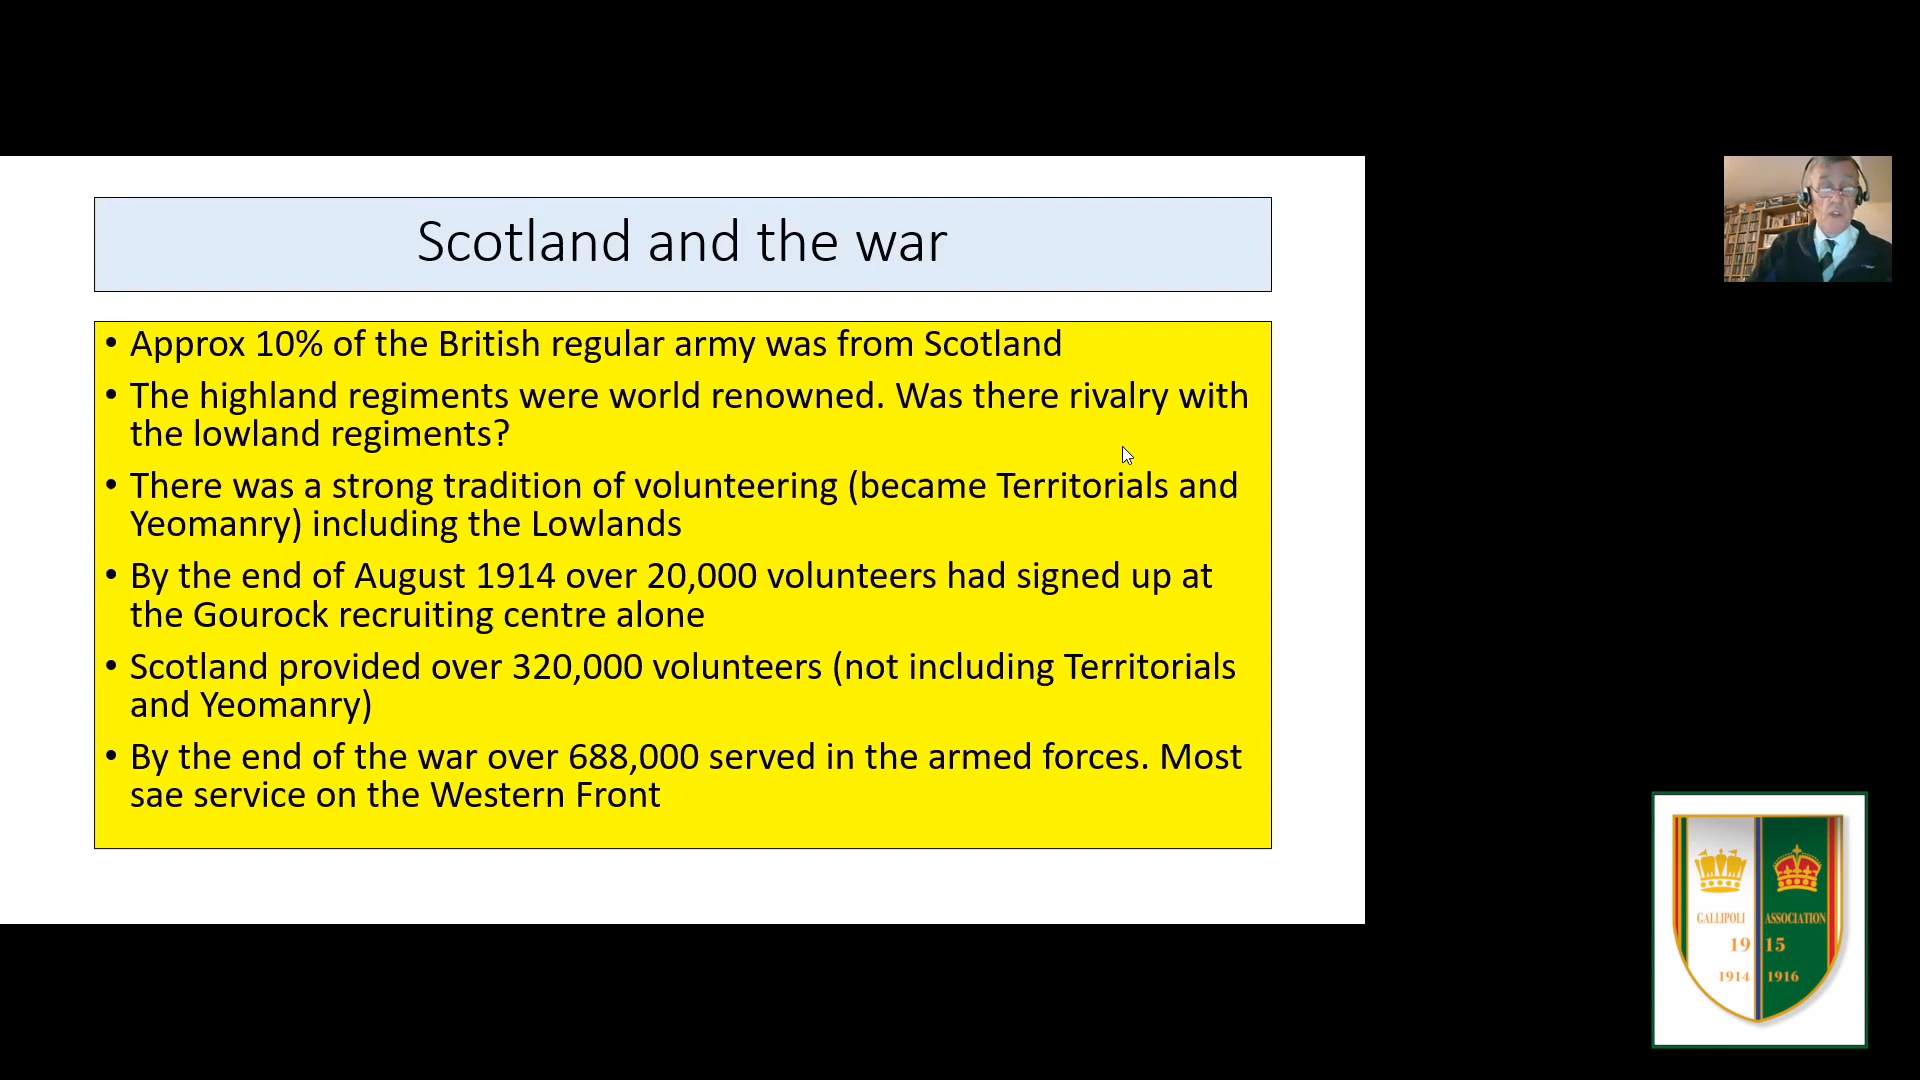 Scotland and the war
• Approx 10% of the British regular army was from Scotland
• The highland regiments were world renowned. Was there rivalry with
the lowland regiments?
• There was a strong tradition of volunteering (became Territorials and
Yeomanry) including the Lowlands
• By the end of August 1914 over 20,000 volunteers had signed up at
the Gourock recruiting centre alone
• Scotland provided over 320,000 volunteers (not including Territorials
and Yeomanry)
• By the end of the war over 688,000 served in the armed forces. Most
sae service on the Western Front
GALLIPOLI ASSOCIATION
19 15
1914 1916